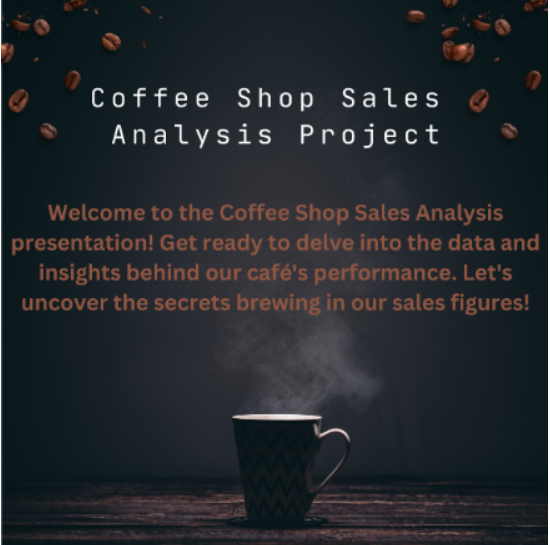 Coffee Shop Sales
Analysis Project
Welcome to the Coffee Shop Sales Analysis
presentation! Get ready to delve into the data and
insights behind our café's performance. Let's
uncover the secrets brewing in our sales figures!